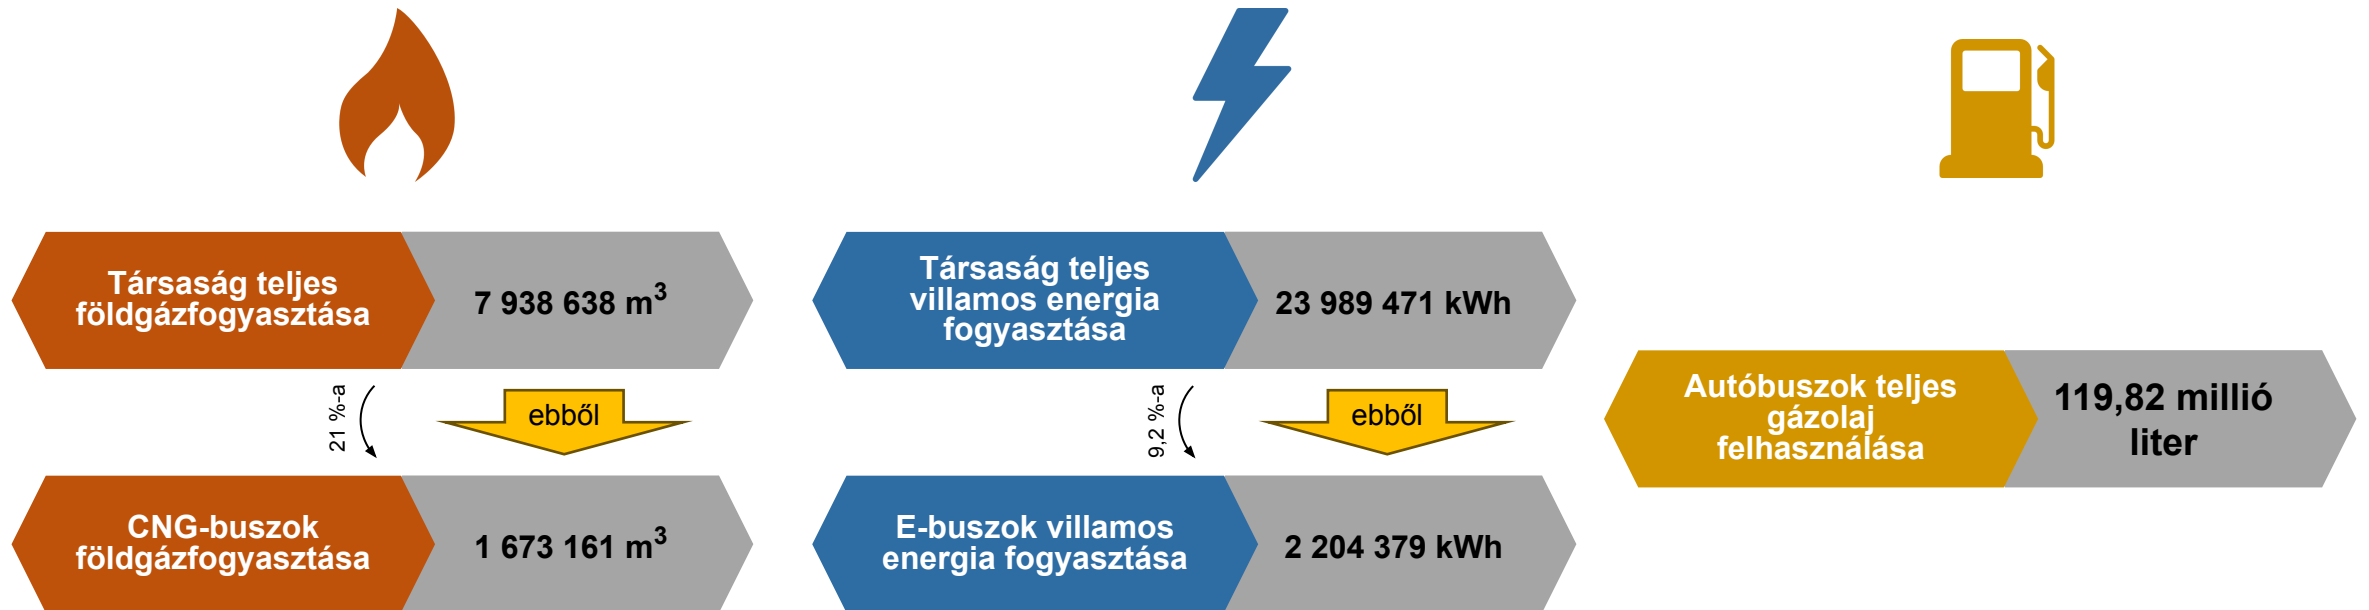 Társaság teljes
földgázfogyasztása
7 938 638 m³
21 %-a
ebből
CNG-buszok
földgázfogyasztása
1 673 161 m³
Társaság teljes
villamos energia
fogyasztása
23 989 471 kWh
9,2 %-a
ebből
E-buszok villamos
energia fogyasztása
2 204 379 kWh
Autóbuszok teljes
gázolaj
felhasználása
119,82 millió
liter